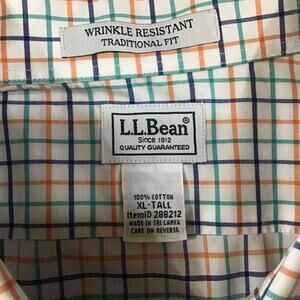 WRINKLE RESISTANT
TRADITIONAL FIT
L.L.Bean®
Since 1912
QUALITY GUARANTEED
100% COTTON
XL-TALL
ItemID 288212
MADE IN SRI LANKA
CARE ON REVERSE